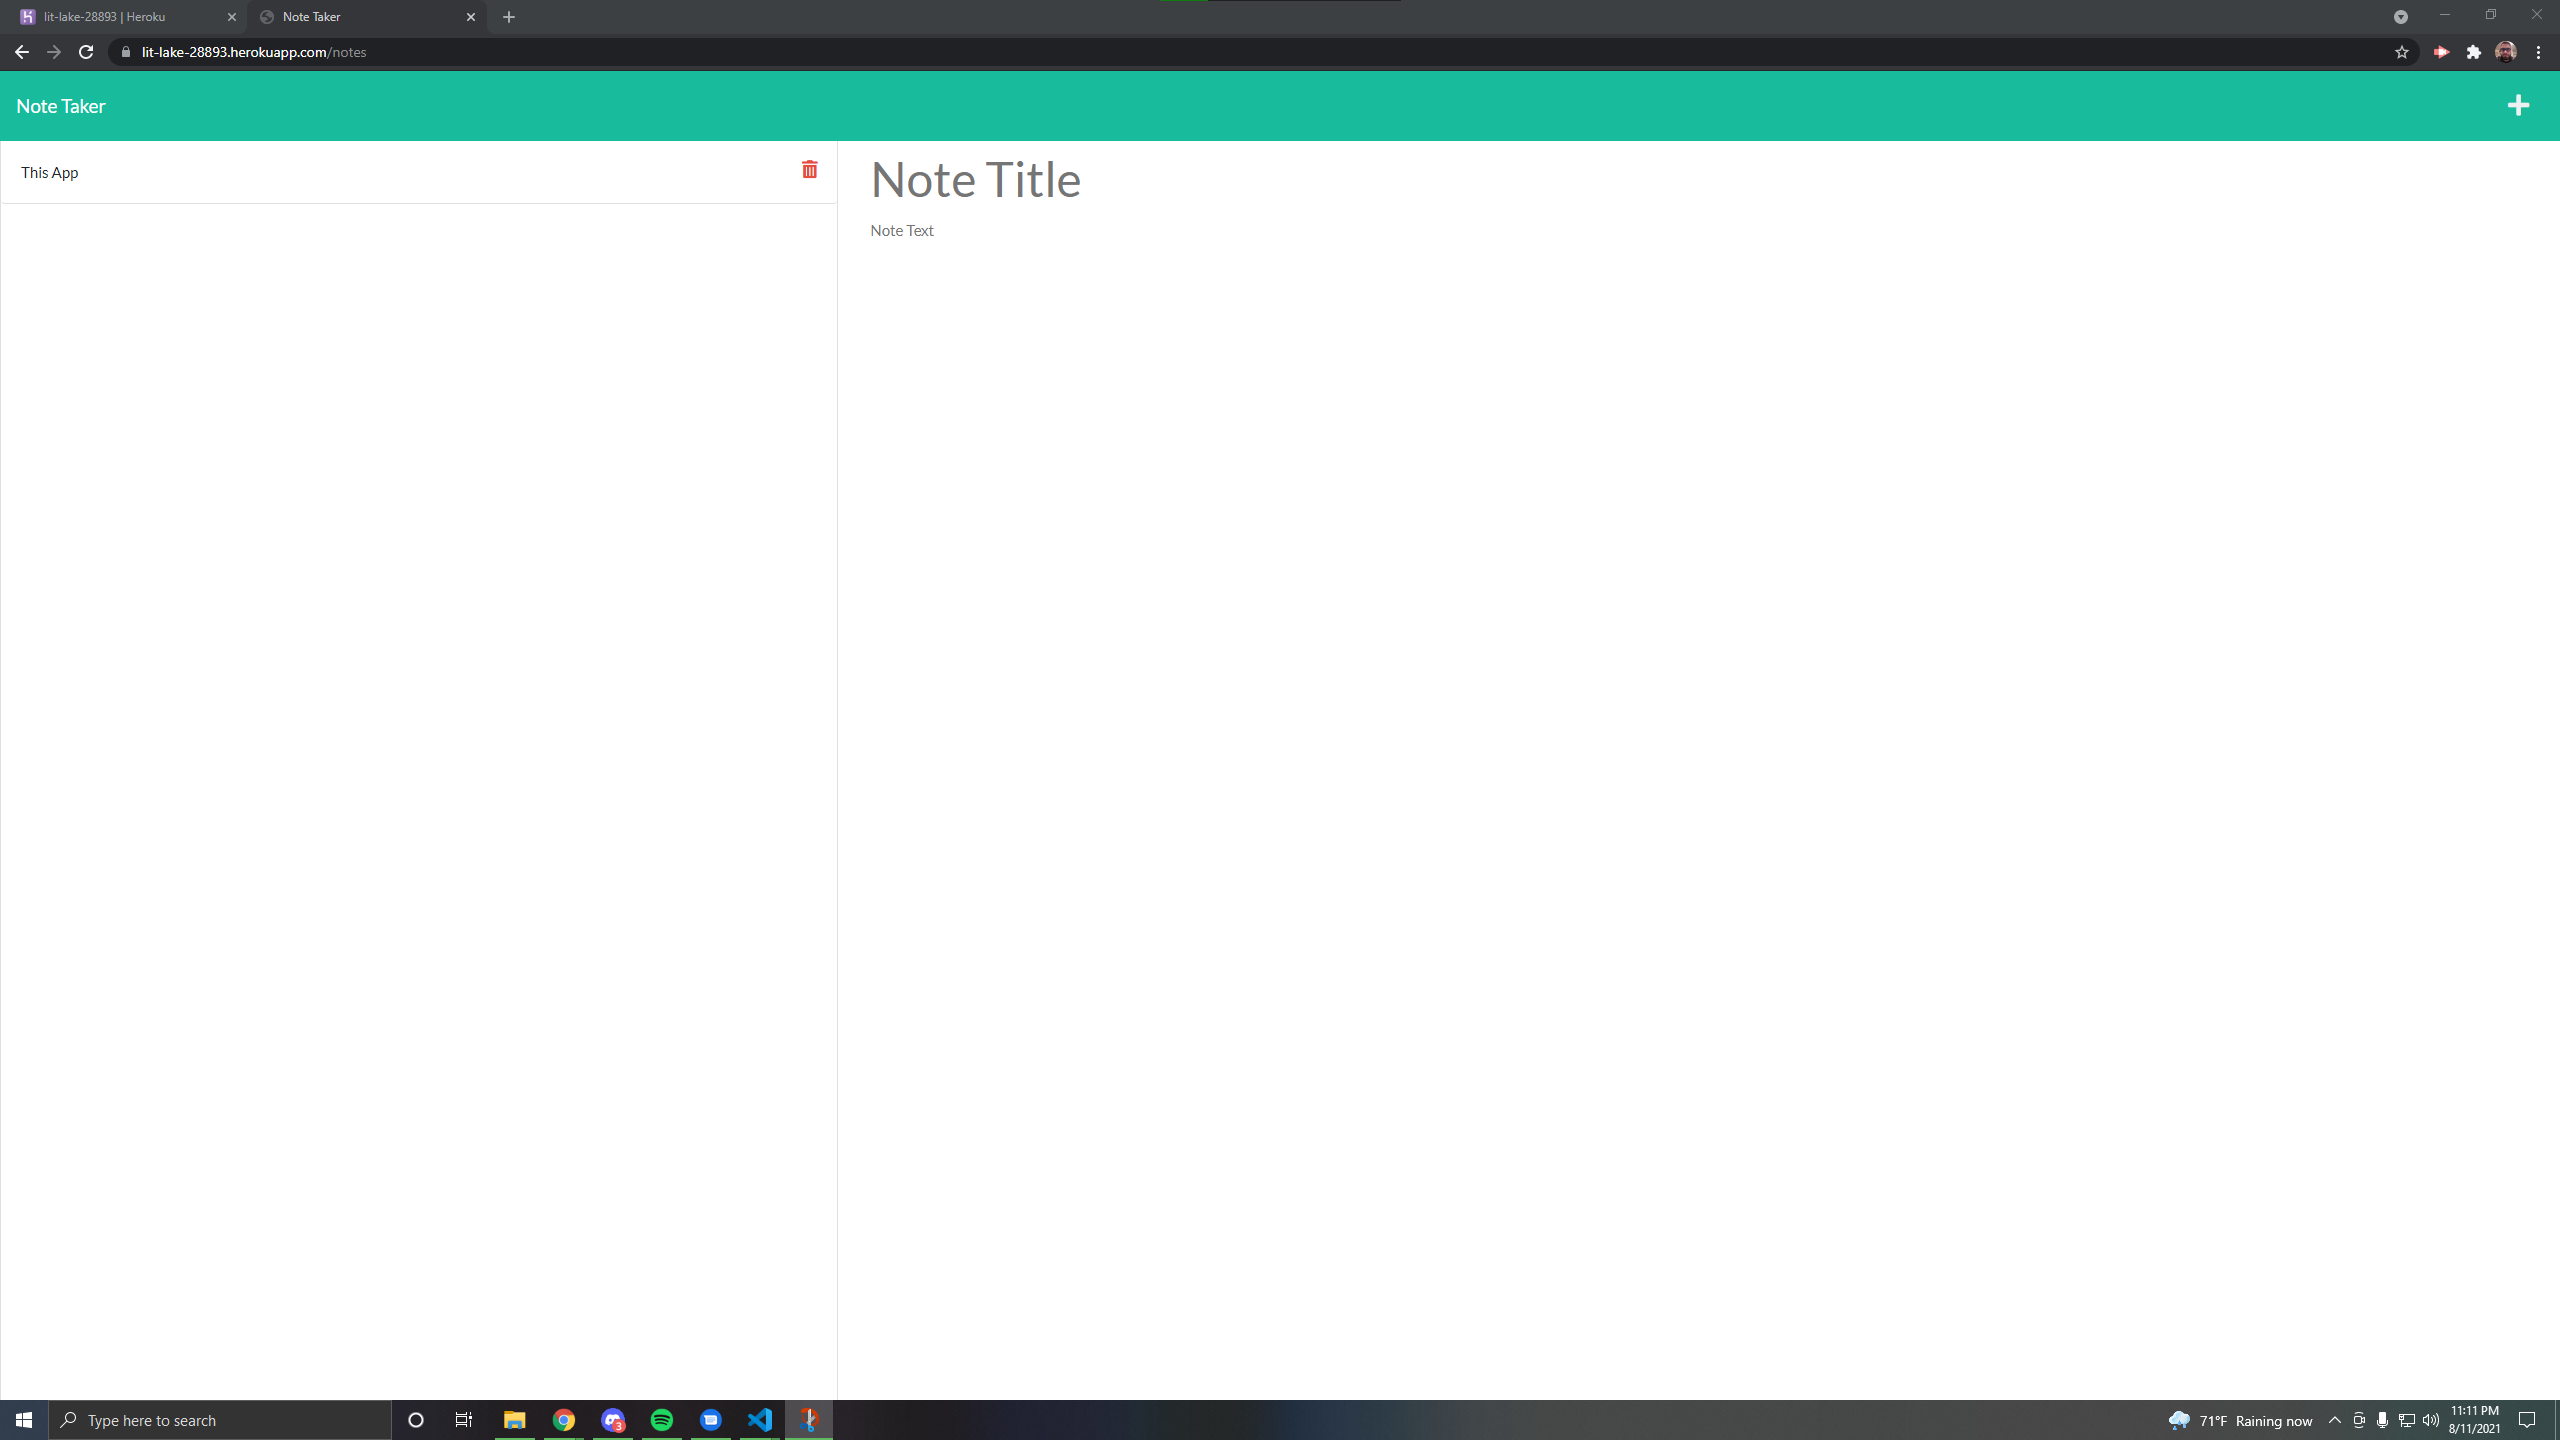 lit-lake-28893 | Heroku
Note Taker
lit-lake-28893.herokuapp.com/notes
Note Taker
This App
Note Title
Note Text
Type here to search
3
71°F Raining now
11:11 PM
8/11/2021